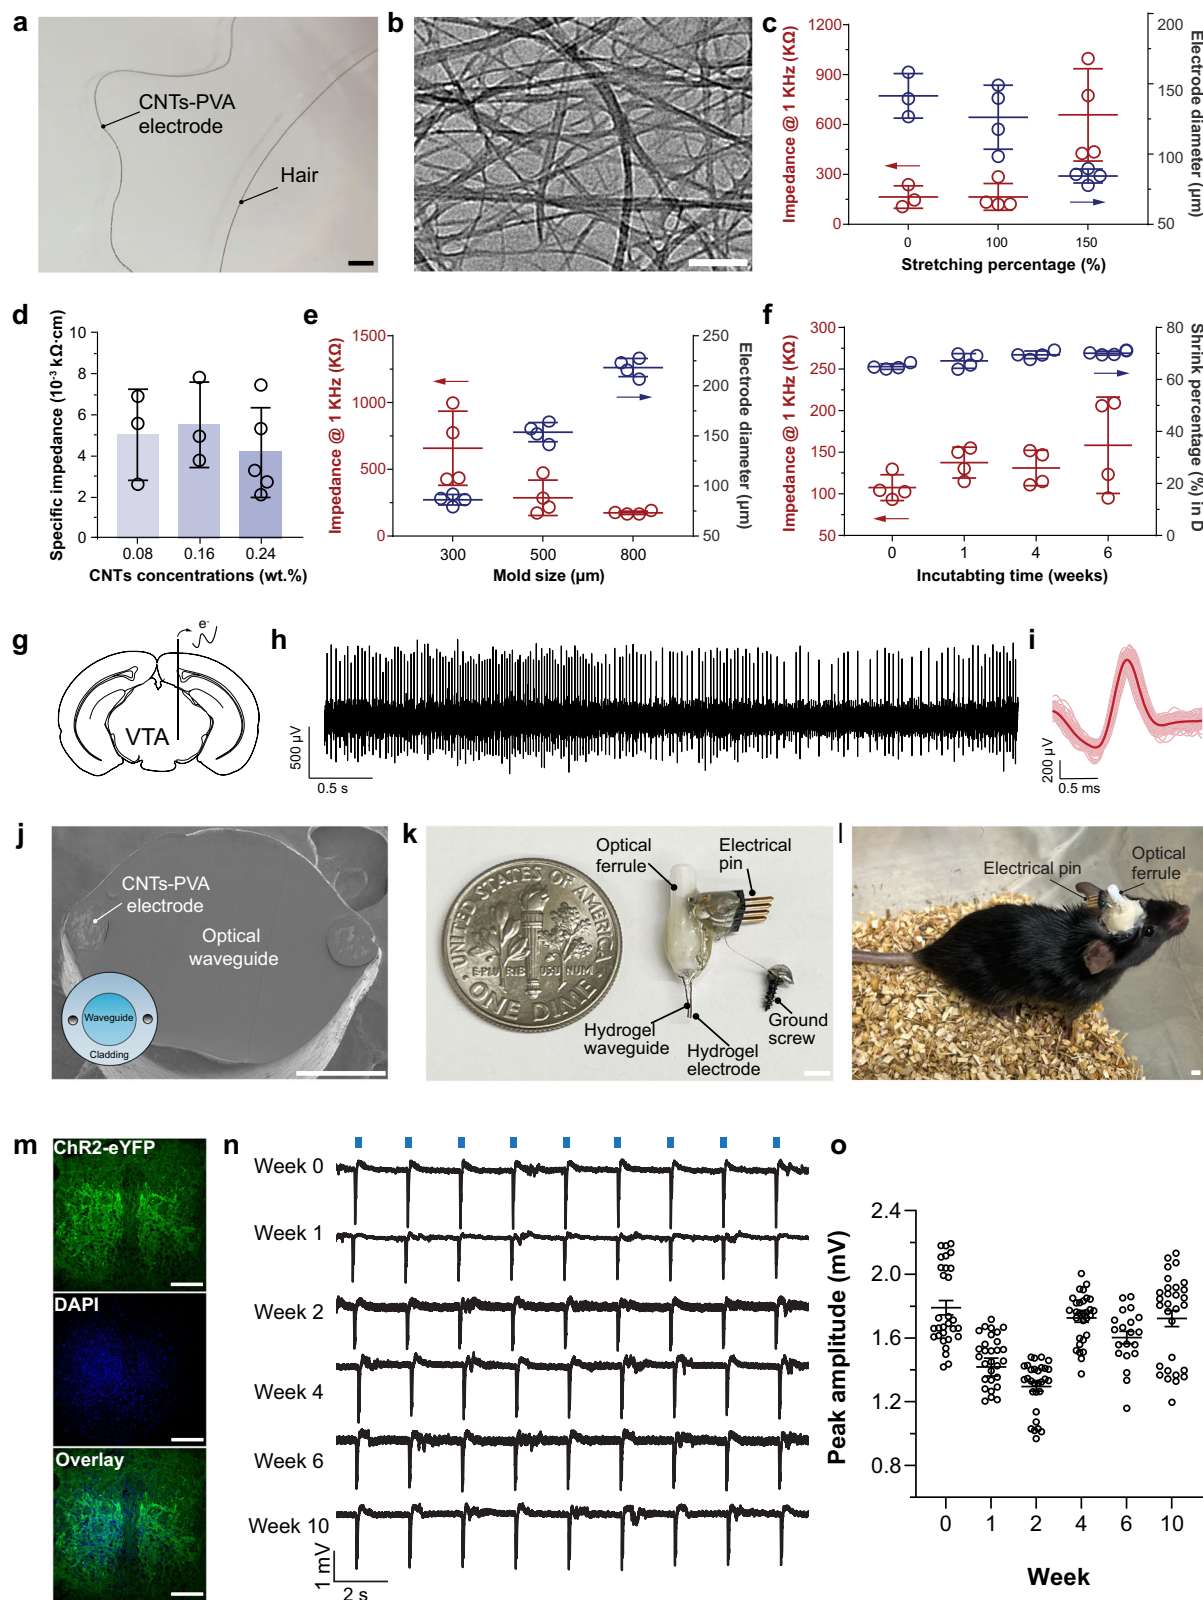 a
CNTs-PVA
electrode
Hair
b
c
Impedance @ 1 KHz (KΩ)
1200
900
600
300
0
200
150
100
50
Electrode diameter (μm)
0
100
150
Stretching percentage (%)
d
Specific impedance (10⁻³ kΩ·cm)
10
8
6
4
2
0
0.08
0.16
0.24
CNTs concentrations (wt.%)
e
Impedance @ 1 KHz (KΩ)
1500
1000
500
0
250
200
150
100
50
Electrode diameter (μm)
300
500
800
Mold size (μm)
f
Impedance @ 1 KHz (KΩ)
300
250
200
150
100
50
80
60
40
20
0
Shrink percentage (%) in D
0
1
4
6
Incutabting time (weeks)
g
e⁻
VTA
h
500 μV
0.5 s
i
200 μV
0.5 ms
j
CNTs-PVA
electrode
Optical
waveguide
Waveguide
Cladding
k
UNITED STATES OF AMERICA
E PLURIBUS UNUM
ONE DIME
Optical
ferrule
Electrical
pin
Hydrogel
waveguide
Hydrogel
electrode
Ground
screw
l
Electrical pin
Optical
ferrule
m
ChR2-eYFP
DAPI
Overlay
n
Week 0
Week 1
Week 2
Week 4
Week 6
Week 10
1 mV
2 s
o
Peak amplitude (mV)
2.4
2.0
1.6
1.2
0.8
0
1
2
4
6
10
Week